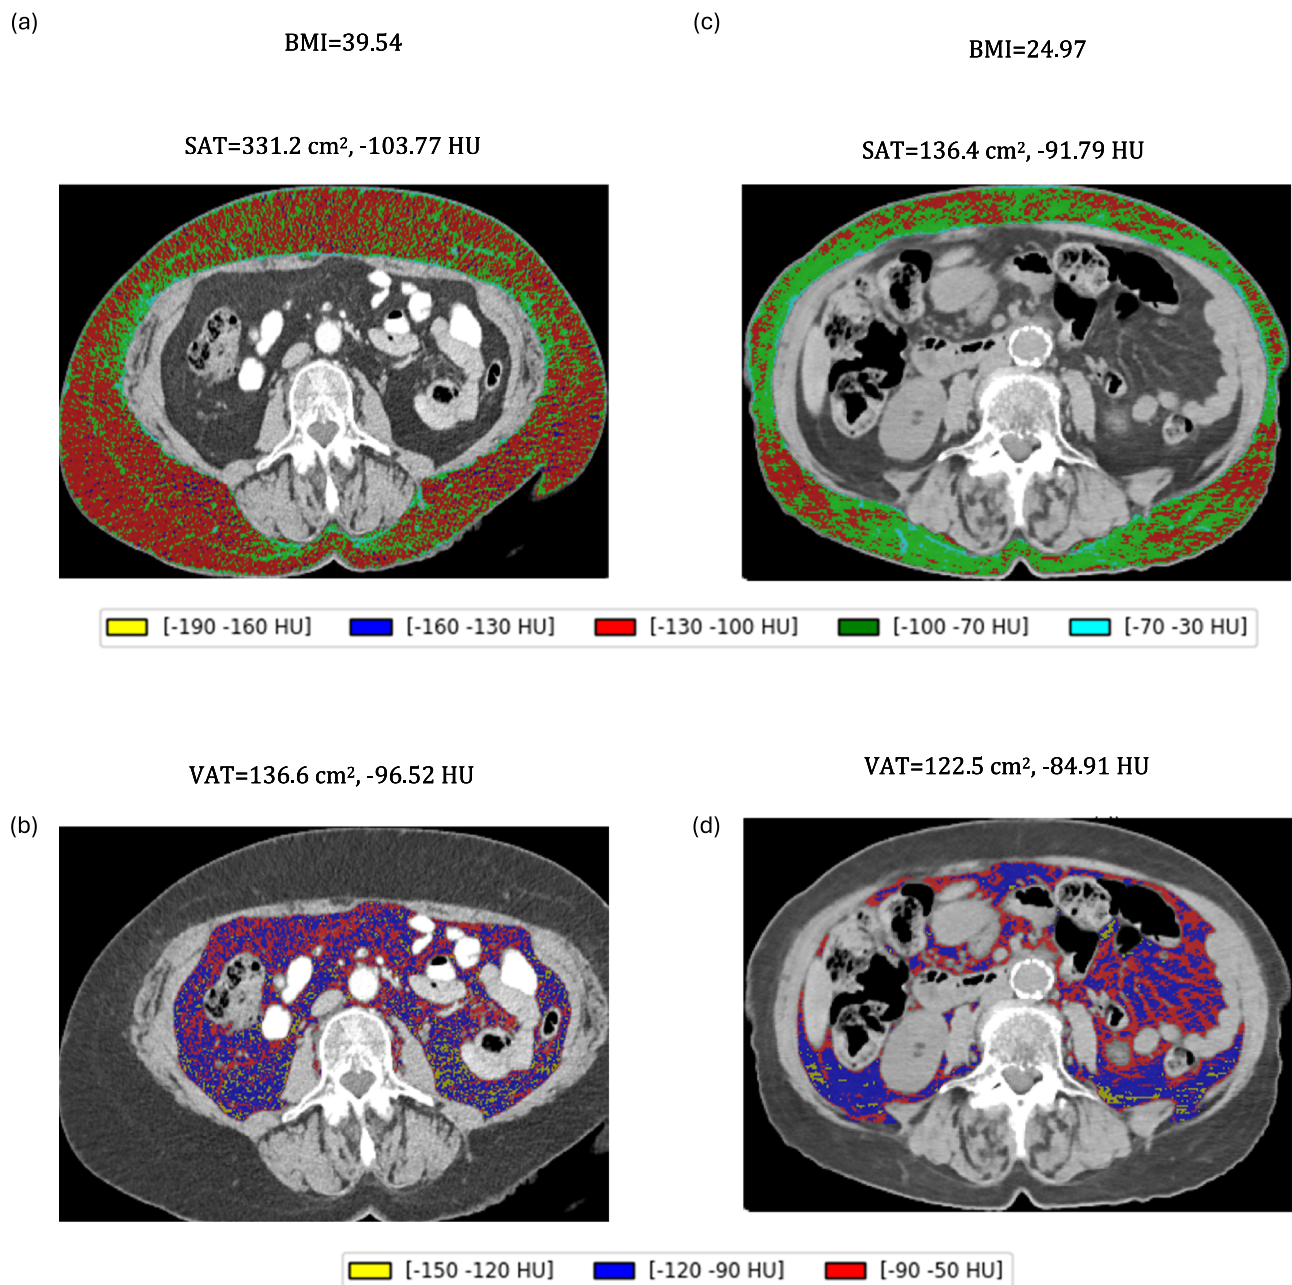 (a)
BMI=39.54
SAT=331.2 cm², -103.77 HU
(c)
BMI=24.97
SAT=136.4 cm², -91.79 HU
[-190 -160 HU] [-160 -130 HU] [-130 -100 HU] [-100 -70 HU] [-70 -30 HU]
VAT=136.6 cm², -96.52 HU
(b)
VAT=122.5 cm², -84.91 HU
(d)
[-150 -120 HU] [-120 -90 HU] [-90 -50 HU]